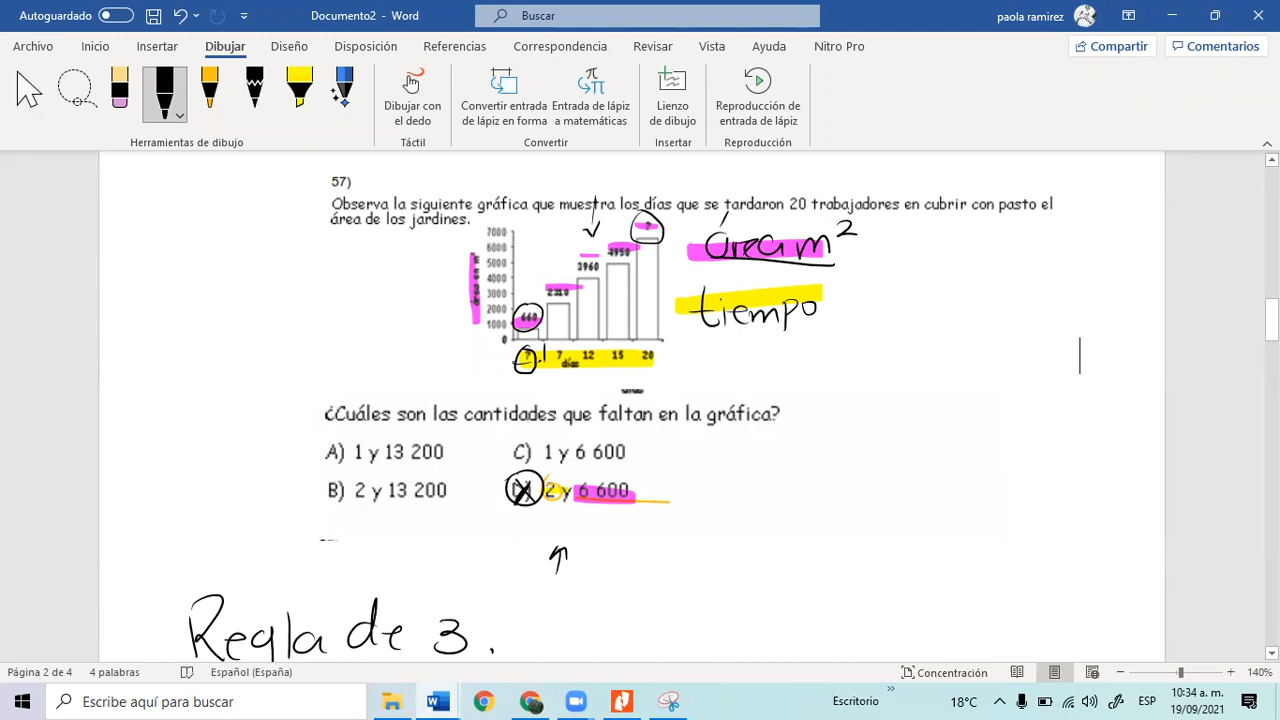 Autoguardado
Documento2 - Word
Buscar
paola ramirez
Archivo Inicio Insertar Dibujar Diseño Disposición Referencias Correspondencia Revisar Vista Ayuda Nitro Pro
Compartir
Comentarios
Dibujar con el dedo
Convertir entrada de lápiz en forma
Entrada de lápiz a matemáticas
Lienzo de dibujo
Reproducción de entrada de lápiz
Herramientas de dibujo
Táctil
Convertir
Insertar
Reproducción
57)
Observa la siguiente gráfica que muestra los días que se tardaron 20 trabajadores en cubrir con pasto el
área de los jardines.
7000
6000
5000
4000
3000
2000
1000
0
área en m
660
2310
3960
4950
?
? 7 12 15 20
días
área m²
tiempo
¿Cuáles son las cantidades que faltan en la gráfica?
A) 1 y 13 200
C) 1 y 6 600
B) 2 y 13 200
D) 2 y 6 600
Regla de 3.
Página 2 de 4
4 palabras
Español (España)
Concentración
140%
Escribe aquí para buscar
Escritorio
18°C
ESP
10:34 a. m.
19/09/2021